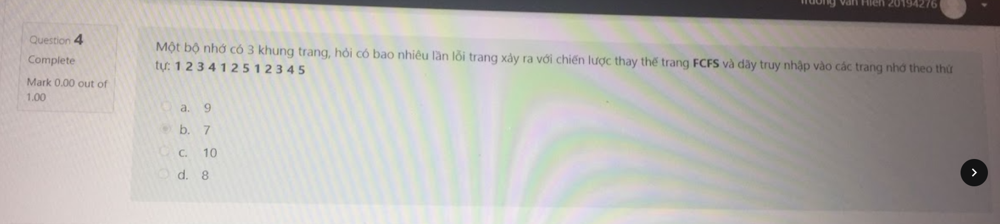 Trương Văn Hiến 20194276
Question 4
Complete
Mark 0.00 out of
1.00
Một bộ nhớ có 3 khung trang, hỏi có bao nhiêu lần lỗi trang xảy ra với chiến lược thay thế trang FCFS và dãy truy nhập vào các trang nhớ theo thứ
tự: 1 2 3 4 1 2 5 1 2 3 4 5
a. 9
b. 7
c. 10
d. 8